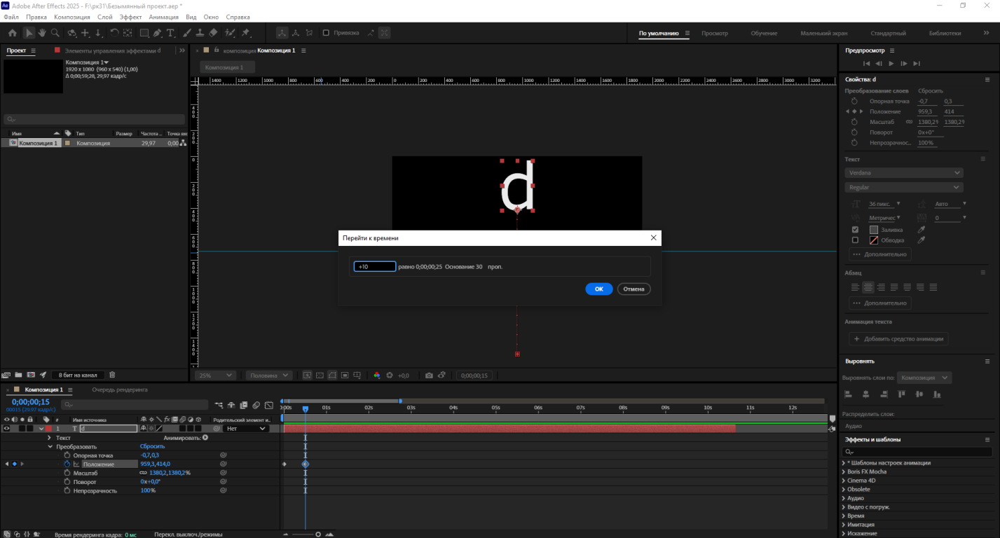 Adobe After Effects 2025 - F:\рк31\Безымянный проект.aep *
Файл Правка Композиция Слой Эффект Анимация Вид Окно Справка
Привязка
По умолчанию Просмотр Обучение Маленький экран Стандартный Библиотеки
Проект Элементы управления эффектами d
Композиция 1
1920 x 1080 (960 x 540) (1,00)
Δ 0;00;59;28, 29,97 кадр/с
Имя Тип Размер Частота .. Точка вх
Композиция 1 Композиция 29,97 0;00
8 бит на канал
композиция Композиция 1
Композиция 1
1400 1200 1000 800 600 400 200 0 200 400 600 800 1000 1200 1400 1600 1800 2000 2200 2400 2600 2800 3000 3200
d
Перейти к времени
+10 равно 0;00;00;25 Основание 30 проп.
OK Отмена
25% Половина +0,0 0;00;00;15
Предпросмотр
Свойства: d
Преобразование слоев Сбросить
Опорная точка -0,7 0,3
Положение 959,3 414
Масштаб 1380,29 1380,29
Поворот 0x+0°
Непрозрачнос... 100%
Текст
Verdana
Regular
36 пикс. Авто
Метричес 0
Заливка
Обводка
Дополнительно
Абзац
Дополнительно
Анимация текста
Добавить средство анимации
Выровнять
Выровнять слои по: Композиция
Распределить слои:
Аудио
Эффекты и шаблоны
* Шаблоны настроек анимации
Boris FX Mocha
Cinema 4D
Obsolete
Аудио
Видео с погруж.
Время
Имитация
Искажение
Композиция 1 Очередь рендеринга
0;00;00;15
00015 (29,97 кадр/с)
:00s 01s 02s 03s 04s 05s 06s 07s 08s 09s 10s 11s 12s
# Имя источника Родительский элемент и..
1 T d Нет
Текст Анимировать:
Преобразовать Сбросить
Опорная точка -0,7,0,3
Положение 959,3,414,0
Масштаб 1380,2,1380,2%
Поворот 0x+0,0°
Непрозрачность 100%
Время рендеринга кадра: 0 мс Перекл. выключ./режимы